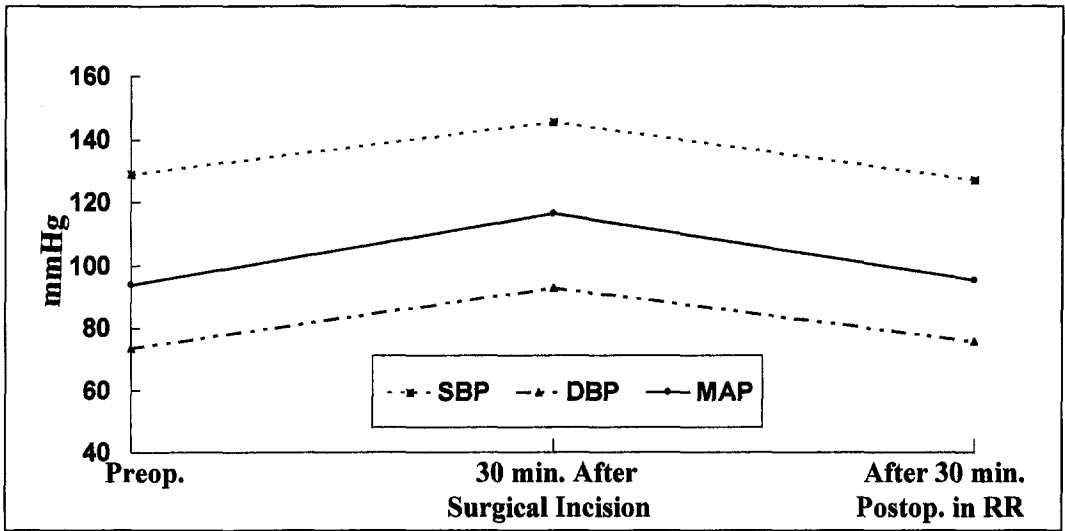 160
140
120
100
80
60
40
mmHg
SBP DBP MAP
Preop.
30 min. After
Surgical Incision
After 30 min.
Postop. in RR